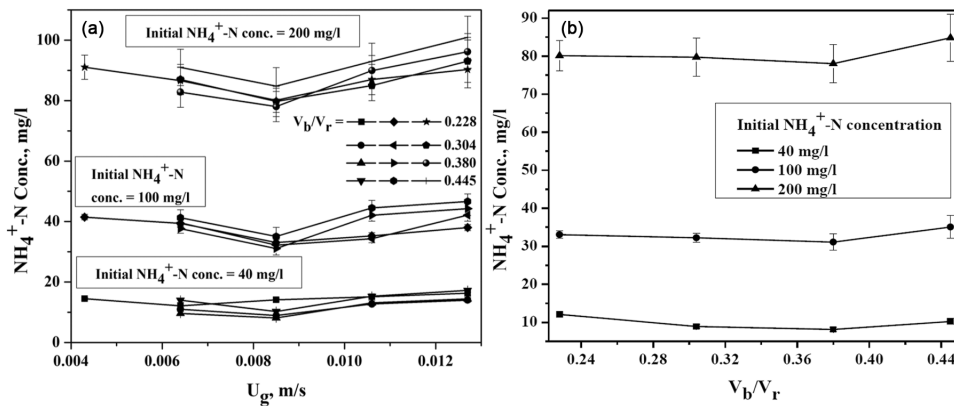 (a)
Initial NH4+-N conc. = 200 mg/l
Vb/Vr =
0.228
0.304
0.380
0.445
Initial NH4+-N
conc. = 100 mg/l
Initial NH4+-N conc. = 40 mg/l
NH4+-N Conc., mg/l
100
80
60
40
20
0
0.004
0.006
0.008
0.010
0.012
Ug, m/s
(b)
Initial NH4+-N concentration
40 mg/l
100 mg/l
200 mg/l
NH4+-N Conc., mg/l
90
80
70
60
50
40
30
20
10
0.24
0.28
0.32
0.36
0.40
0.44
Vb/Vr